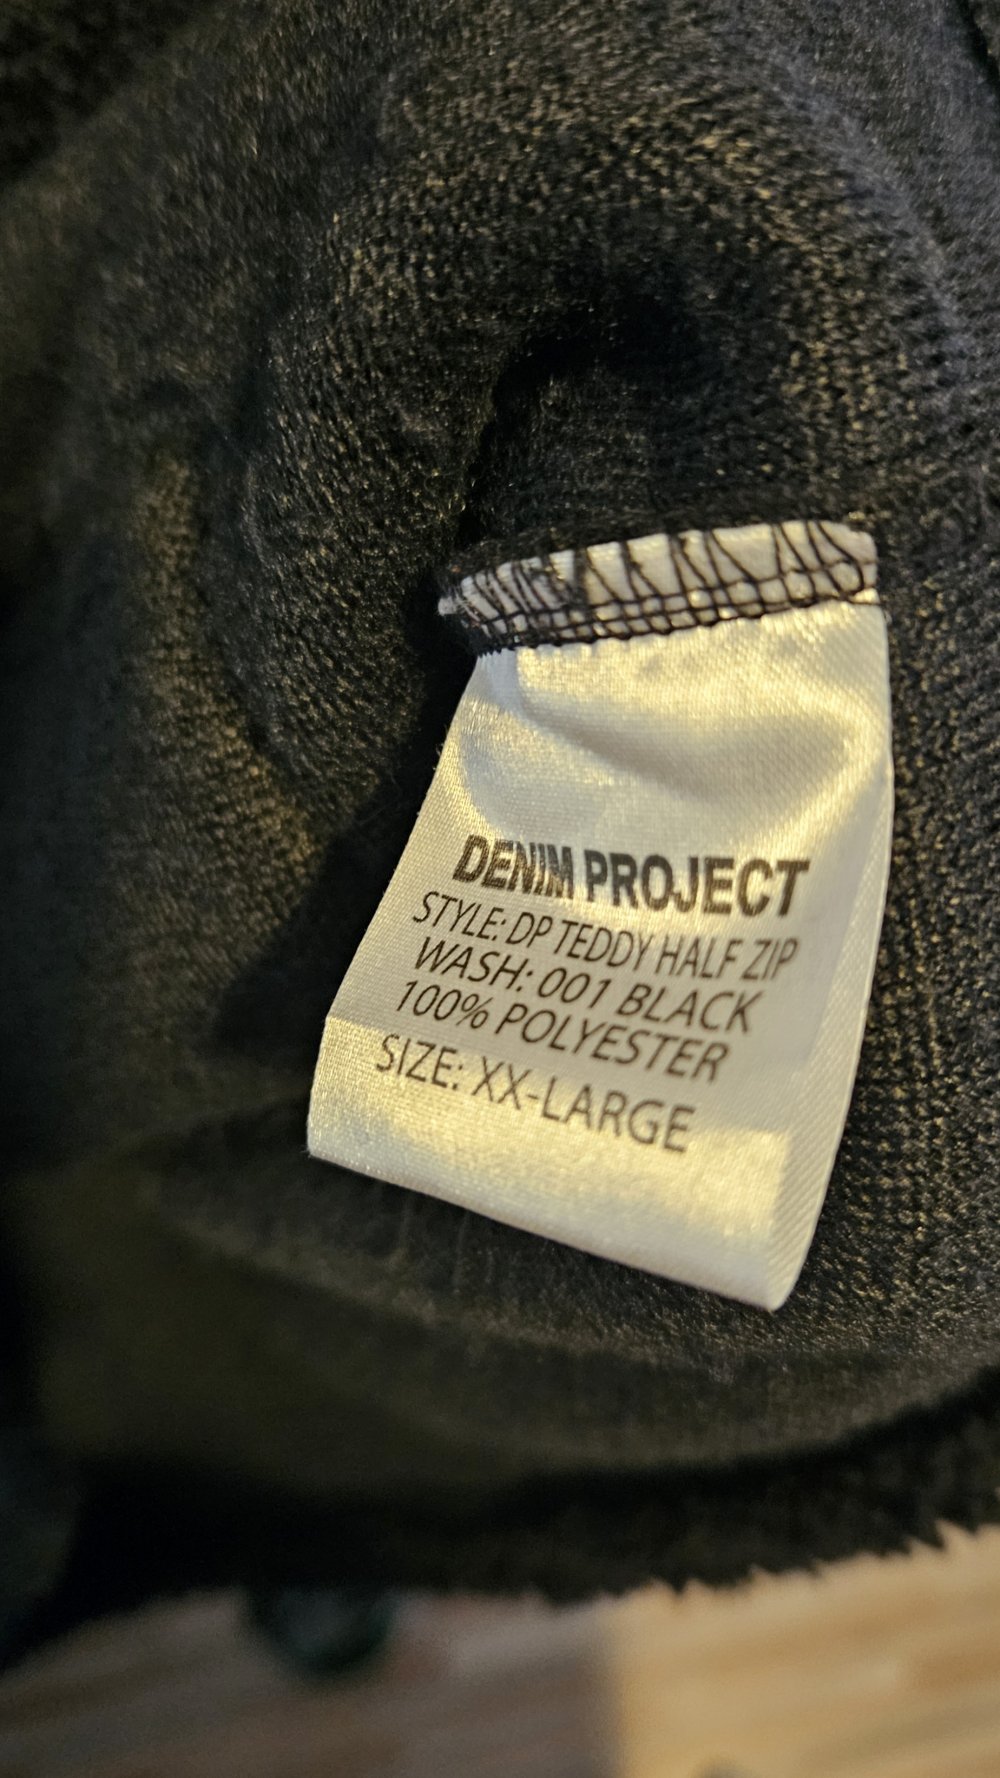 DENIM PROJECT
STYLE: DP TEDDY HALF ZIP
WASH: 001 BLACK
100% POLYESTER
SIZE: XX-LARGE